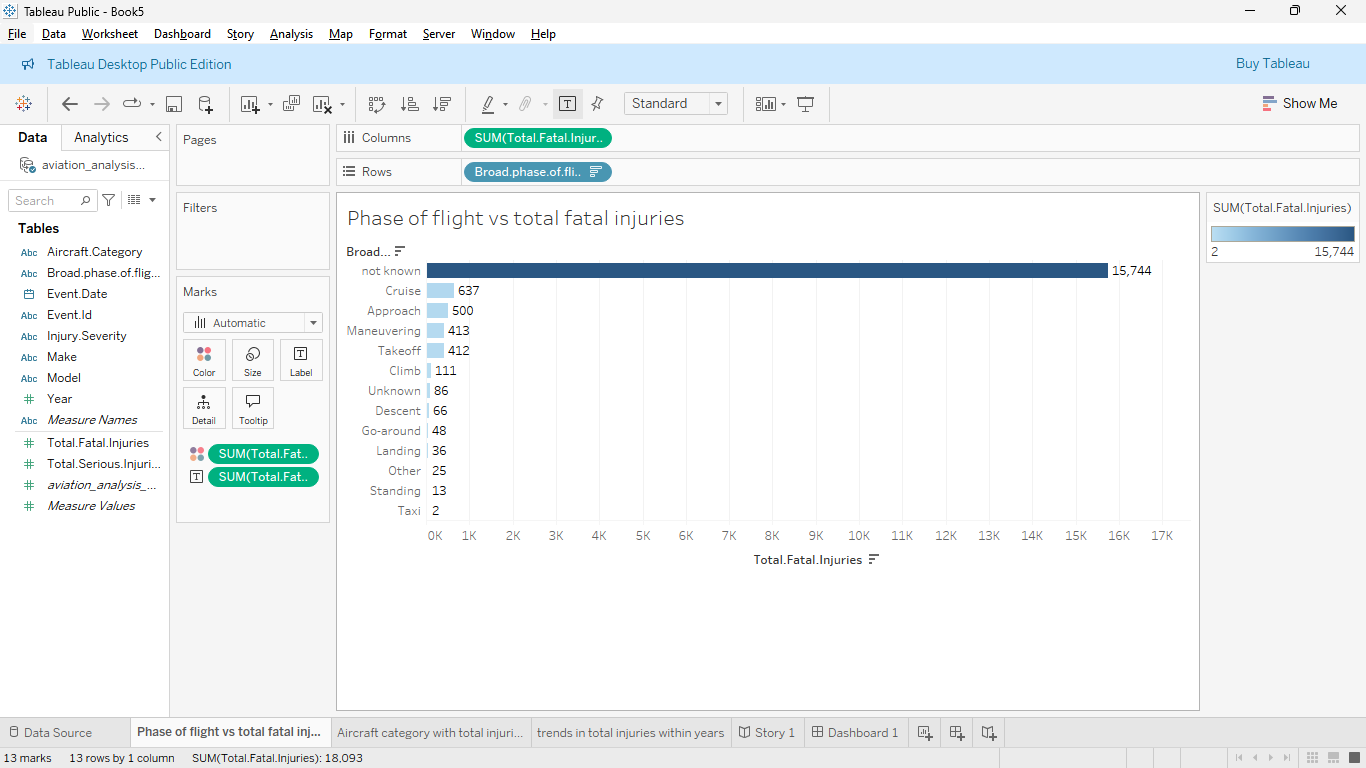 Tableau Public - Book5
File Data Worksheet Dashboard Story Analysis Map Format Server Window Help
Tableau Desktop Public Edition Buy Tableau
Standard Show Me
Data Analytics
aviation_analysis...
Search
Tables
Abc Aircraft.Category
Abc Broad.phase.of.flig...
Event.Date
Abc Event.Id
Abc Injury.Severity
Abc Make
Abc Model
# Year
Abc Measure Names
# Total.Fatal.Injuries
# Total.Serious.Injuri...
# aviation_analysis_...
# Measure Values
Pages
Filters
Marks
Automatic
Color Size Label
Detail Tooltip
SUM(Total.Fat..
SUM(Total.Fat..
Columns SUM(Total.Fatal.Injur..
Rows Broad.phase.of.fli..
Phase of flight vs total fatal injuries
Broad...
not known 15,744
Cruise 637
Approach 500
Maneuvering 413
Takeoff 412
Climb 111
Unknown 86
Descent 66
Go-around 48
Landing 36
Other 25
Standing 13
Taxi 2
0K 1K 2K 3K 4K 5K 6K 7K 8K 9K 10K 11K 12K 13K 14K 15K 16K 17K
Total.Fatal.Injuries
SUM(Total.Fatal.Injuries)
2 15,744
Data Source Phase of flight vs total fatal inj... Aircraft category with total injuri... trends in total injuries within years Story 1 Dashboard 1
13 marks 13 rows by 1 column SUM(Total.Fatal.Injuries): 18,093